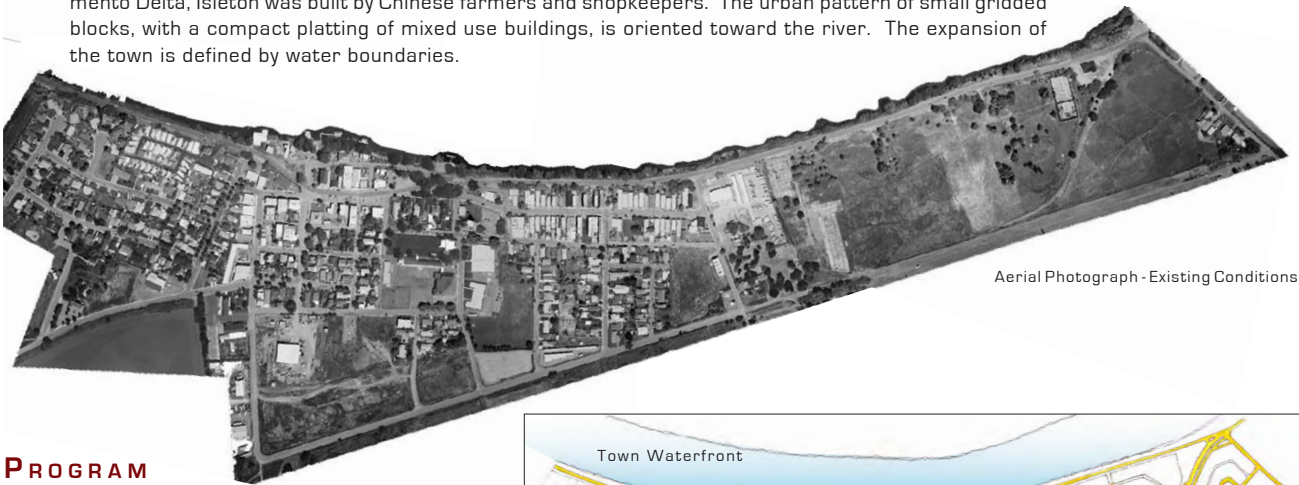 mento Delta, Isleton was built by Chinese farmers and shopkeepers. The urban pattern of small gridded
blocks, with a compact platting of mixed use buildings, is oriented toward the river. The expansion of
the town is defined by water boundaries.
Aerial Photograph - Existing Conditions
PROGRAM
Town Waterfront